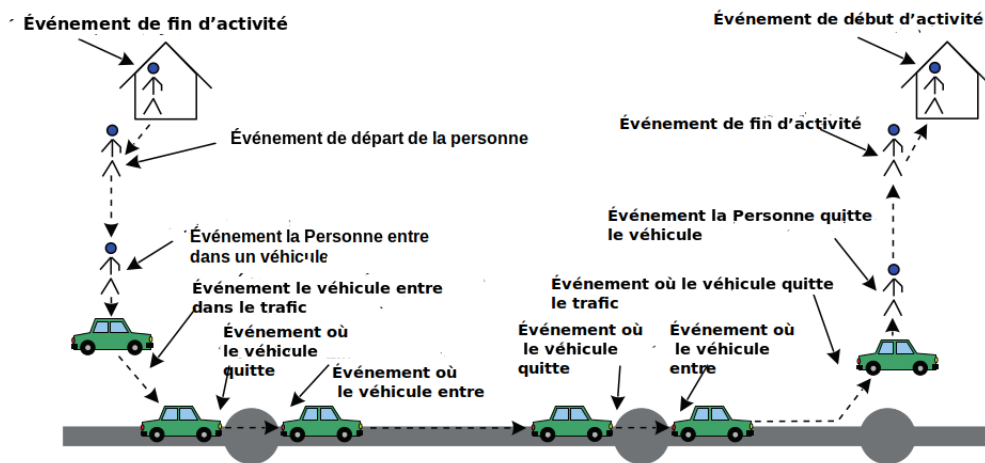 Événement de fin d’activité
Événement de départ de la personne
Événement la Personne entre
dans un véhicule
Événement le véhicule entre
dans le trafic
Événement où
le véhicule
quitte
Événement où
le véhicule entre
Événement où
le véhicule
quitte
Événement où
le véhicule
entre
Événement où le véhicule quitte
le trafic
Événement la Personne quitte
le véhicule
Événement de fin d’activité
Événement de début d’activité